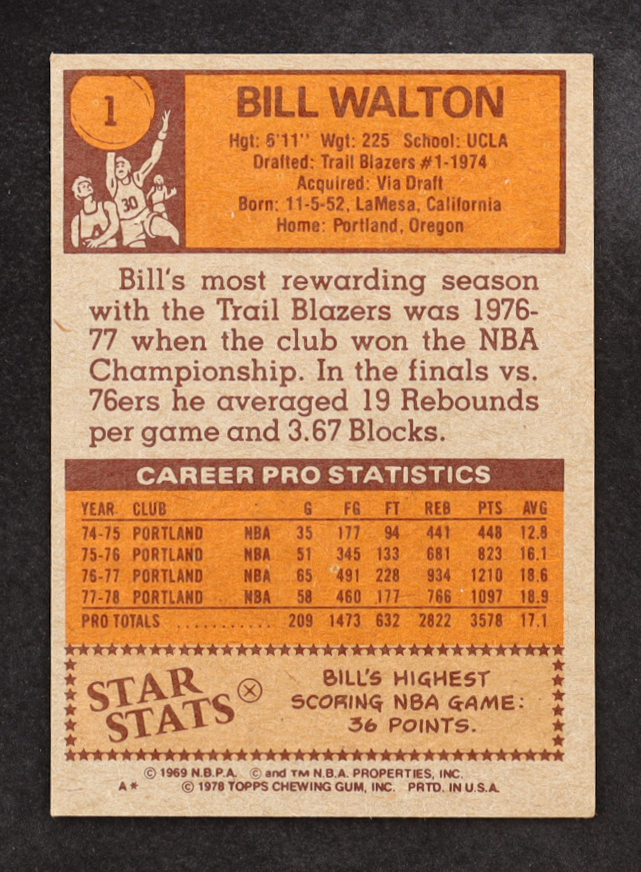 1
BILL WALTON
Hgt: 6'11" Wgt: 225 School: UCLA
Drafted: Trail Blazers #1-1974
Acquired: Via Draft
Born: 11-5-52, LaMesa, California
Home: Portland, Oregon
30
Bill's most rewarding season
with the Trail Blazers was 1976-
77 when the club won the NBA
Championship. In the finals vs.
76ers he averaged 19 Rebounds
per game and 3.67 Blocks.
CAREER PRO STATISTICS
YEAR CLUB G FG FT REB PTS AVG
74-75 PORTLAND NBA 35 177 94 441 448 12.8
75-76 PORTLAND NBA 51 345 133 681 823 16.1
76-77 PORTLAND NBA 65 491 228 934 1210 18.6
77-78 PORTLAND NBA 58 460 177 766 1097 18.9
PRO TOTALS ........... 209 1473 632 2822 3578 17.1
STAR
STATS
BILL'S HIGHEST
SCORING NBA GAME:
36 POINTS.
© 1969 N.B.P.A. © and TM N.B.A. PROPERTIES, INC.
A* © 1978 TOPPS CHEWING GUM, INC. PRTD. IN U.S.A.